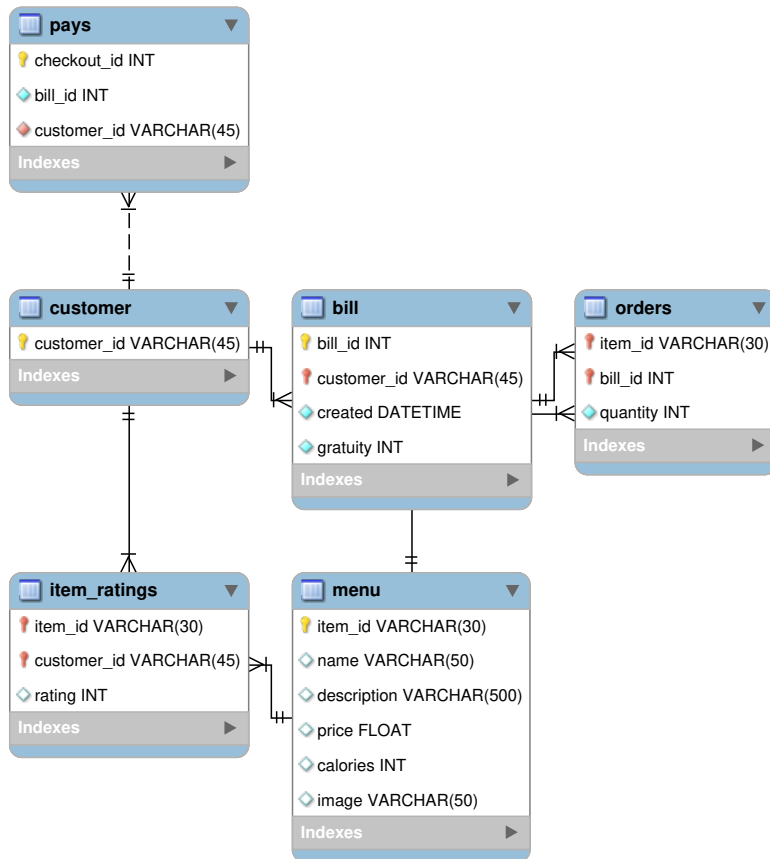 pays
checkout_id INT
bill_id INT
customer_id VARCHAR(45)
Indexes
customer
customer_id VARCHAR(45)
Indexes
bill
bill_id INT
customer_id VARCHAR(45)
created DATETIME
gratuity INT
Indexes
orders
item_id VARCHAR(30)
bill_id INT
quantity INT
Indexes
item_ratings
item_id VARCHAR(30)
customer_id VARCHAR(45)
rating INT
Indexes
menu
item_id VARCHAR(30)
name VARCHAR(50)
description VARCHAR(500)
price FLOAT
calories INT
image VARCHAR(50)
Indexes